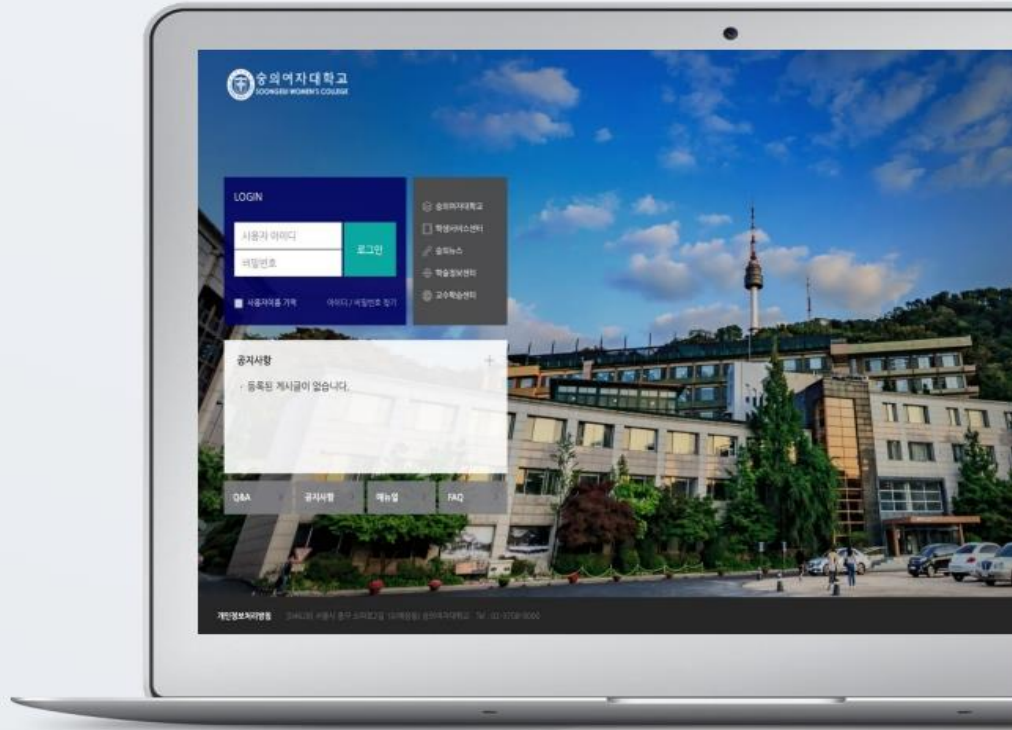 숭의여자대학교
SOONGEUI WOMEN'S COLLEGE
LOGIN
사용자 아이디
비밀번호
로그인
사용자이름 기억
아이디 / 비밀번호 찾기
숭의여자대학교
학생서비스센터
숭의뉴스
학술정보센터
교수학습센터
공지사항 +
- 등록된 게시글이 없습니다.
Q&A
공지사항
매뉴얼
FAQ
개인정보처리방침